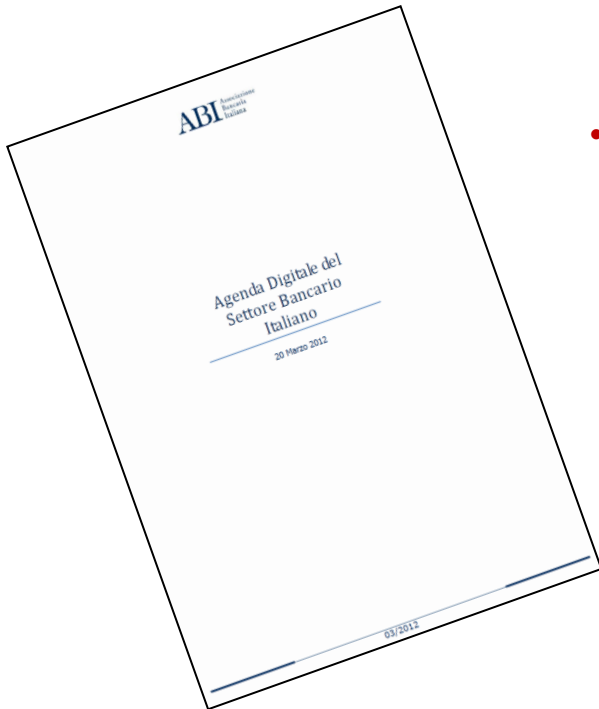 ABI Associazione
Bancaria
Italiana
Agenda Digitale del
Settore Bancario
Italiano
20 Marzo 2012
03/2012